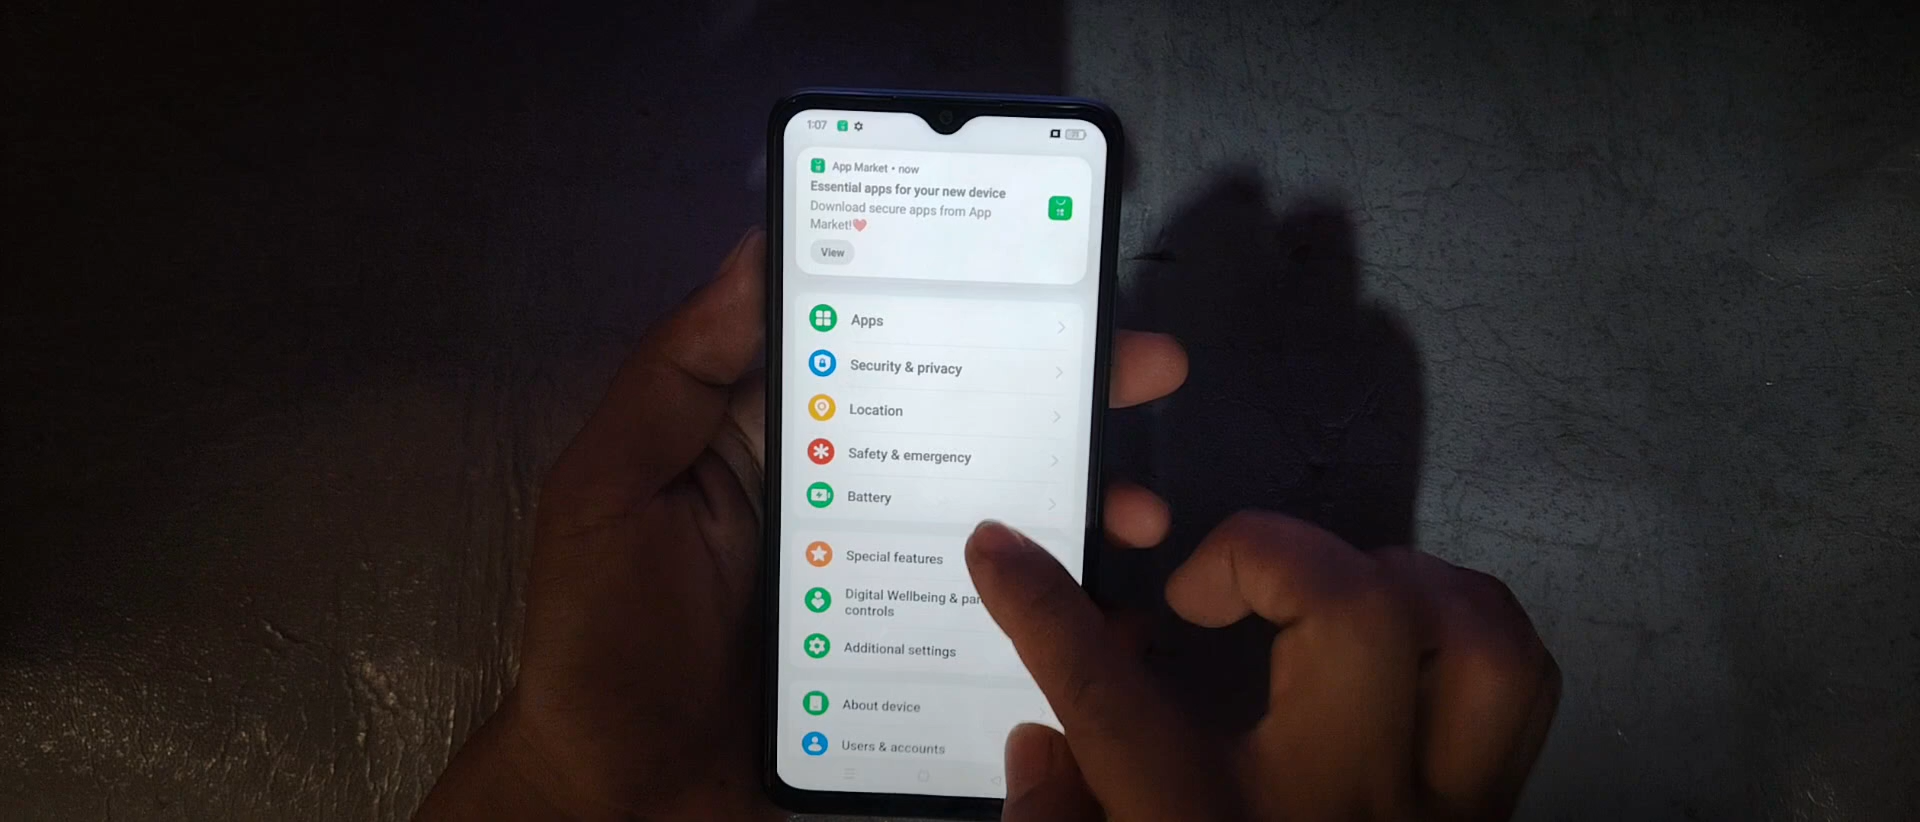 1:07
App Market • now
Essential apps for your new device
Download secure apps from App
Market!❤️
View
Apps
Security & privacy
Location
Safety & emergency
Battery
Special features
Digital Wellbeing & par
controls
Additional settings
About device
Users & accounts